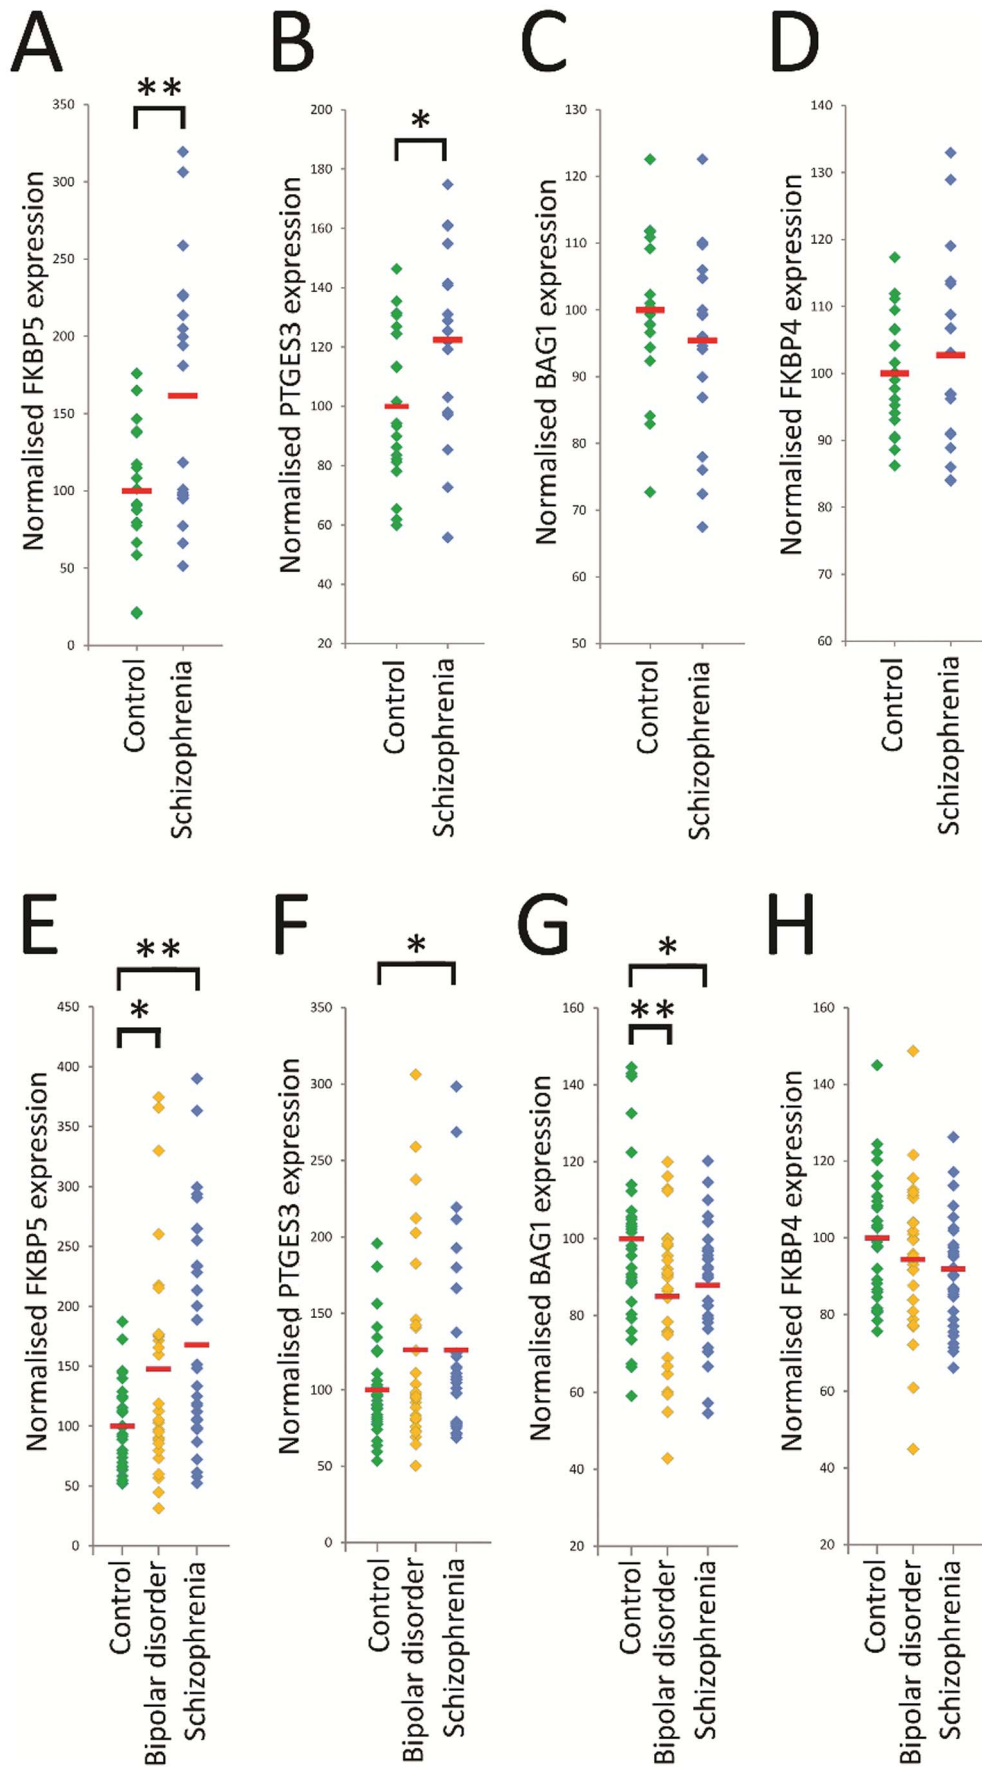 A
B
C
D
**
*
Normalised FKBP5 expression
350
300
250
200
150
100
50
0
Control
Schizophrenia
Normalised PTGES3 expression
200
180
160
140
120
100
80
60
40
20
Control
Schizophrenia
Normalised BAG1 expression
130
120
110
100
90
80
70
60
50
Control
Schizophrenia
Normalised FKBP4 expression
140
130
120
110
100
90
80
70
60
Control
Schizophrenia
E
F
G
H
**
*
*
*
**
Normalised FKBP5 expression
450
400
350
300
250
200
150
100
50
0
Control
Bipolar disorder
Schizophrenia
Normalised PTGES3 expression
350
300
250
200
150
100
50
0
Control
Bipolar disorder
Schizophrenia
Normalised BAG1 expression
160
140
120
100
80
60
40
20
Control
Bipolar disorder
Schizophrenia
Normalised FKBP4 expression
160
140
120
100
80
60
40
20
Control
Bipolar disorder
Schizophrenia